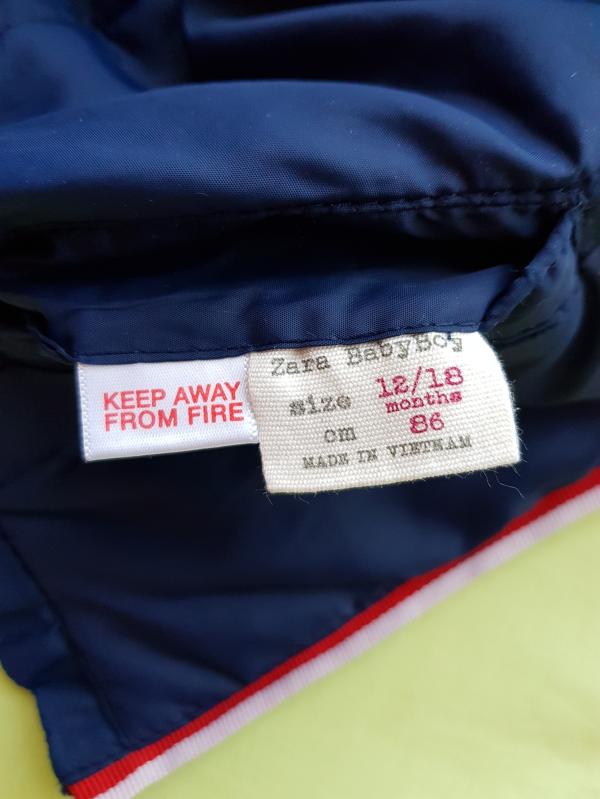 KEEP AWAY
FROM FIRE
Zara BabyBoy
size 12/18
months
cm 86
MADE IN VIETNAM